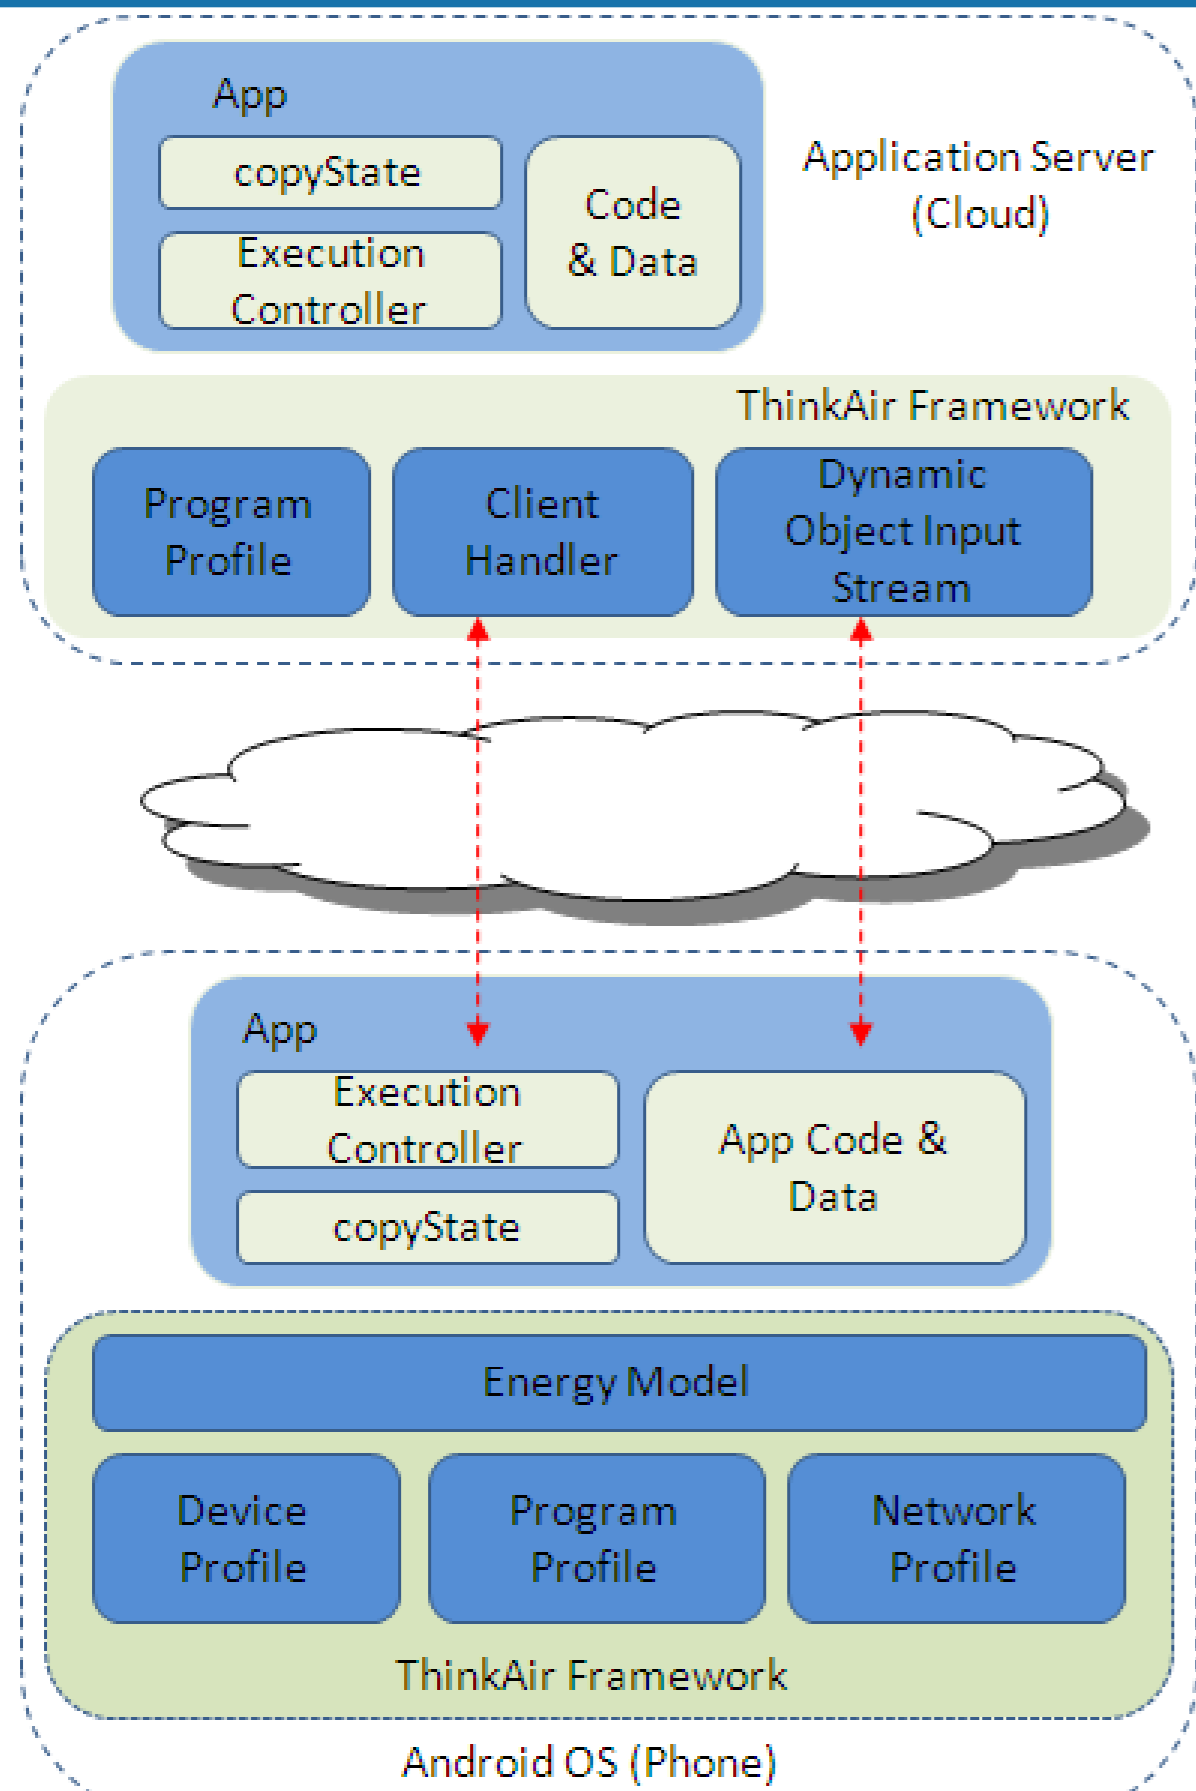 App
copyState
Execution
Controller
Code
& Data
Application Server
(Cloud)
ThinkAir Framework
Program
Profile
Client
Handler
Dynamic
Object Input
Stream
App
Execution
Controller
copyState
App Code &
Data
Energy Model
Device
Profile
Program
Profile
Network
Profile
ThinkAir Framework
Android OS (Phone)